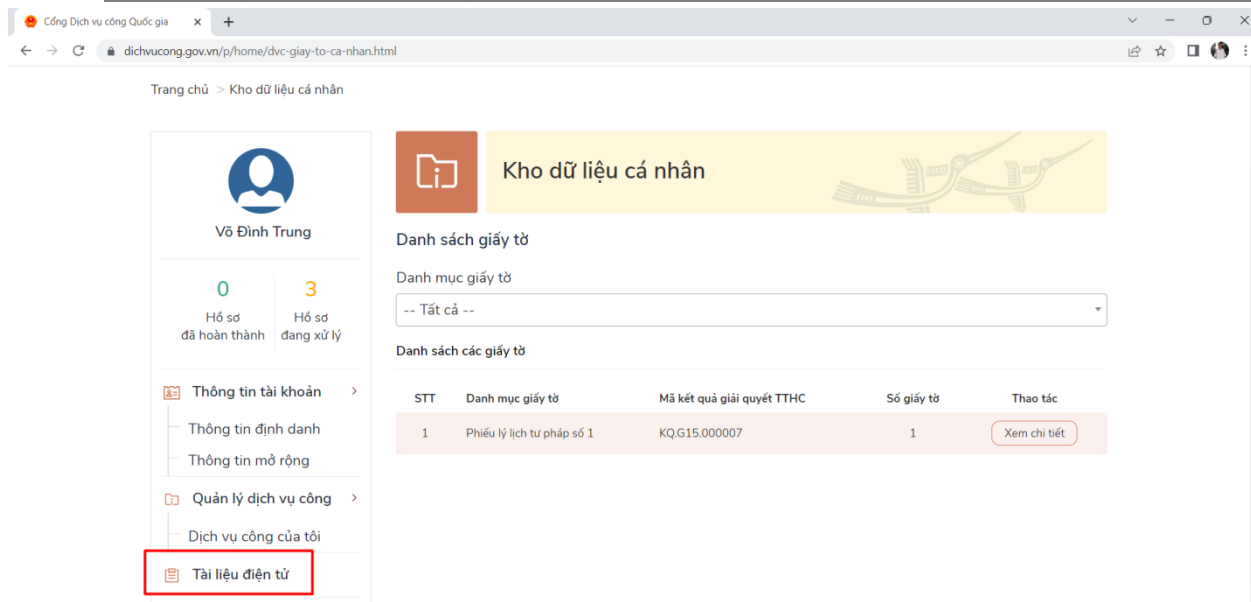 Cổng Dịch vụ công Quốc gia
dichvucong.gov.vn/p/home/dvc-giay-to-ca-nhan.html
Trang chủ > Kho dữ liệu cá nhân
Võ Đình Trung
0 3
Hồ sơ Hồ sơ
đã hoàn thành đang xử lý
Thông tin tài khoản
Thông tin định danh
Thông tin mở rộng
Quản lý dịch vụ công
Dịch vụ công của tôi
Tài liệu điện tử
Kho dữ liệu cá nhân
Danh sách giấy tờ
Danh mục giấy tờ
-- Tất cả --
Danh sách các giấy tờ
STT Danh mục giấy tờ Mã kết quả giải quyết TTHC Số giấy tờ Thao tác
1 Phiếu lý lịch tư pháp số 1 KQ.G15.000007 1 Xem chi tiết